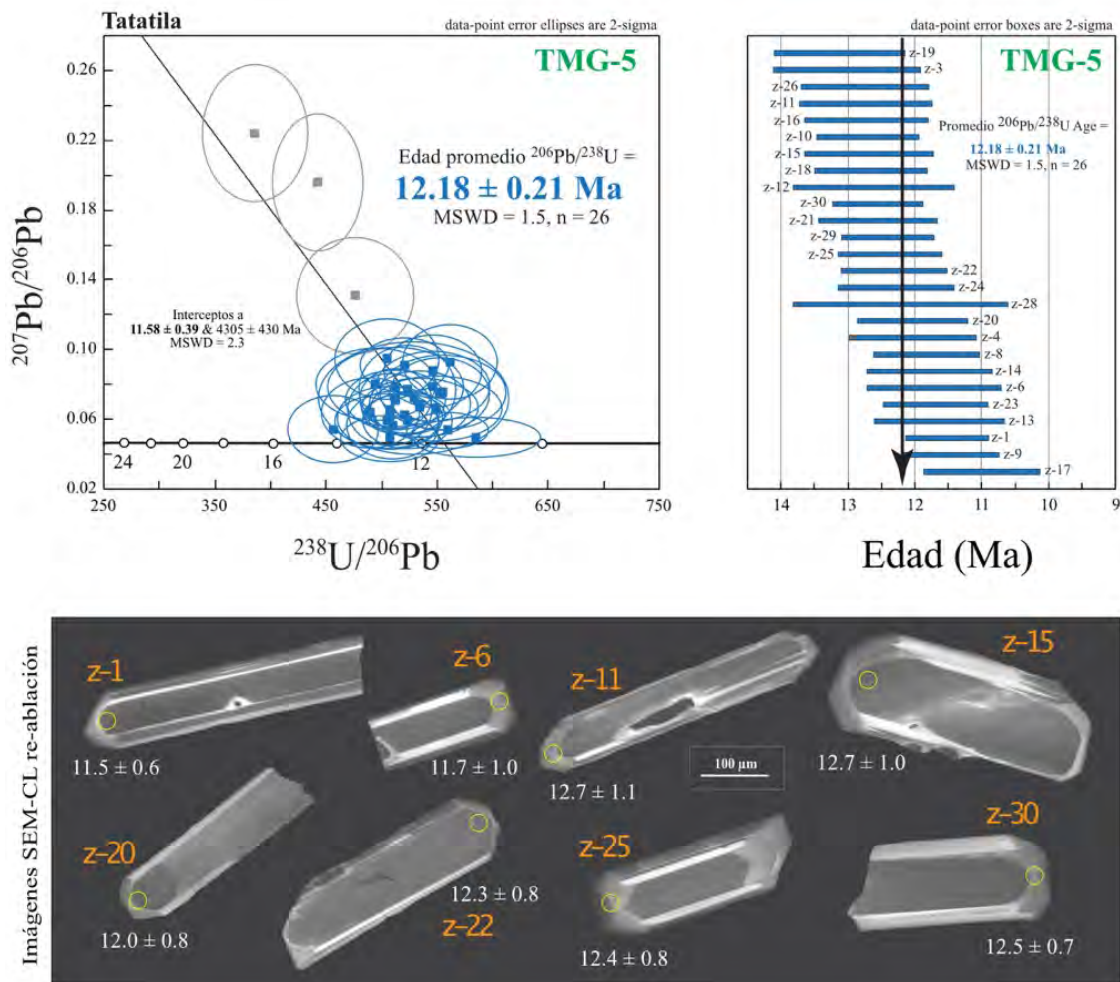 Tatatila
data-point error ellipses are 2-sigma
TMG-5
0.26
0.22
0.18
0.14
0.10
0.06
0.02
207Pb/206Pb
Edad promedio 206Pb/238U =
12.18 ± 0.21 Ma
MSWD = 1.5, n = 26
Interceptos a
11.58 ± 0.39 & 4305 ± 430 Ma
MSWD = 2.3
24 20 16 12
250 350 450 550 650 750
238U/206Pb
data-point error boxes are 2-sigma
TMG-5
z-19
z-3
z-26
z-11
z-16
z-10
z-15
z-18
z-12
z-30
z-21
z-29
z-25
z-22
z-24
z-28
z-20
z-4
z-8
z-14
z-6
z-23
z-13
z-1
z-9
z-17
Promedio 206Pb/238U Age =
12.18 ± 0.21 Ma
MSWD = 1.5, n = 26
14 13 12 11 10 9
Edad (Ma)
Imágenes SEM-CL re-ablación
z-1
11.5 ± 0.6
z-6
11.7 ± 1.0
z-11
12.7 ± 1.1
100 µm
z-15
12.7 ± 1.0
z-20
12.0 ± 0.8
z-22
12.3 ± 0.8
z-25
12.4 ± 0.8
z-30
12.5 ± 0.7